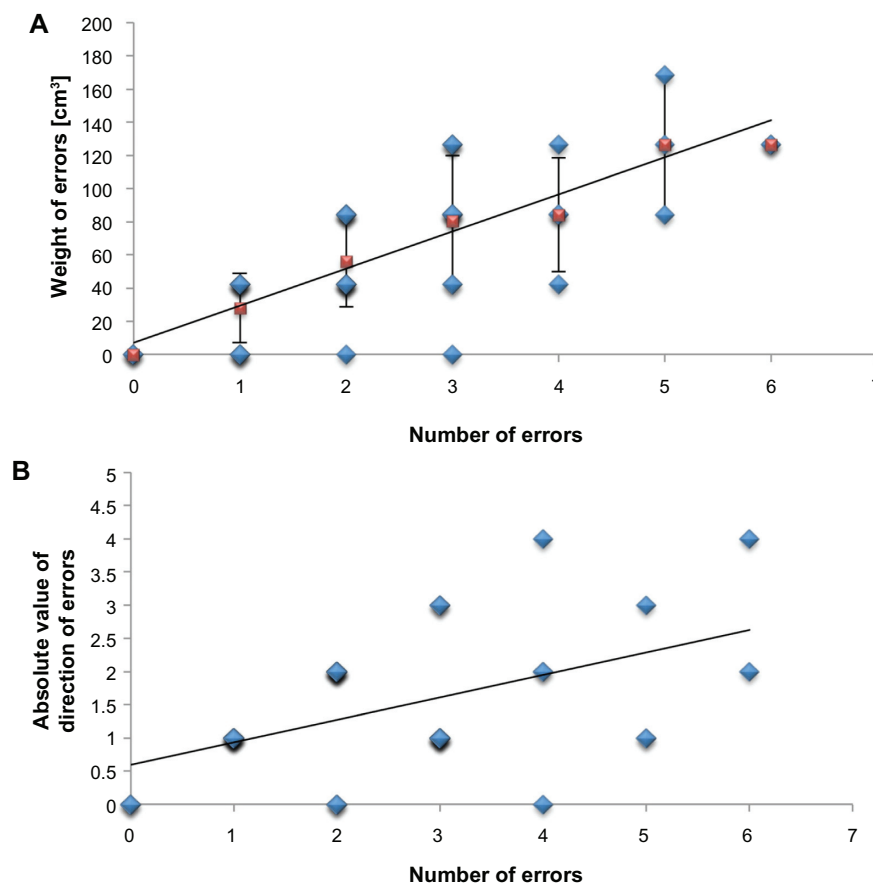 A
Weight of errors [cm³]
200
180
160
140
120
100
80
60
40
20
0
0 1 2 3 4 5 6
Number of errors
B
Absolute value of
direction of errors
5
4.5
4
3.5
3
2.5
2
1.5
1
0.5
0
0 1 2 3 4 5 6 7
Number of errors